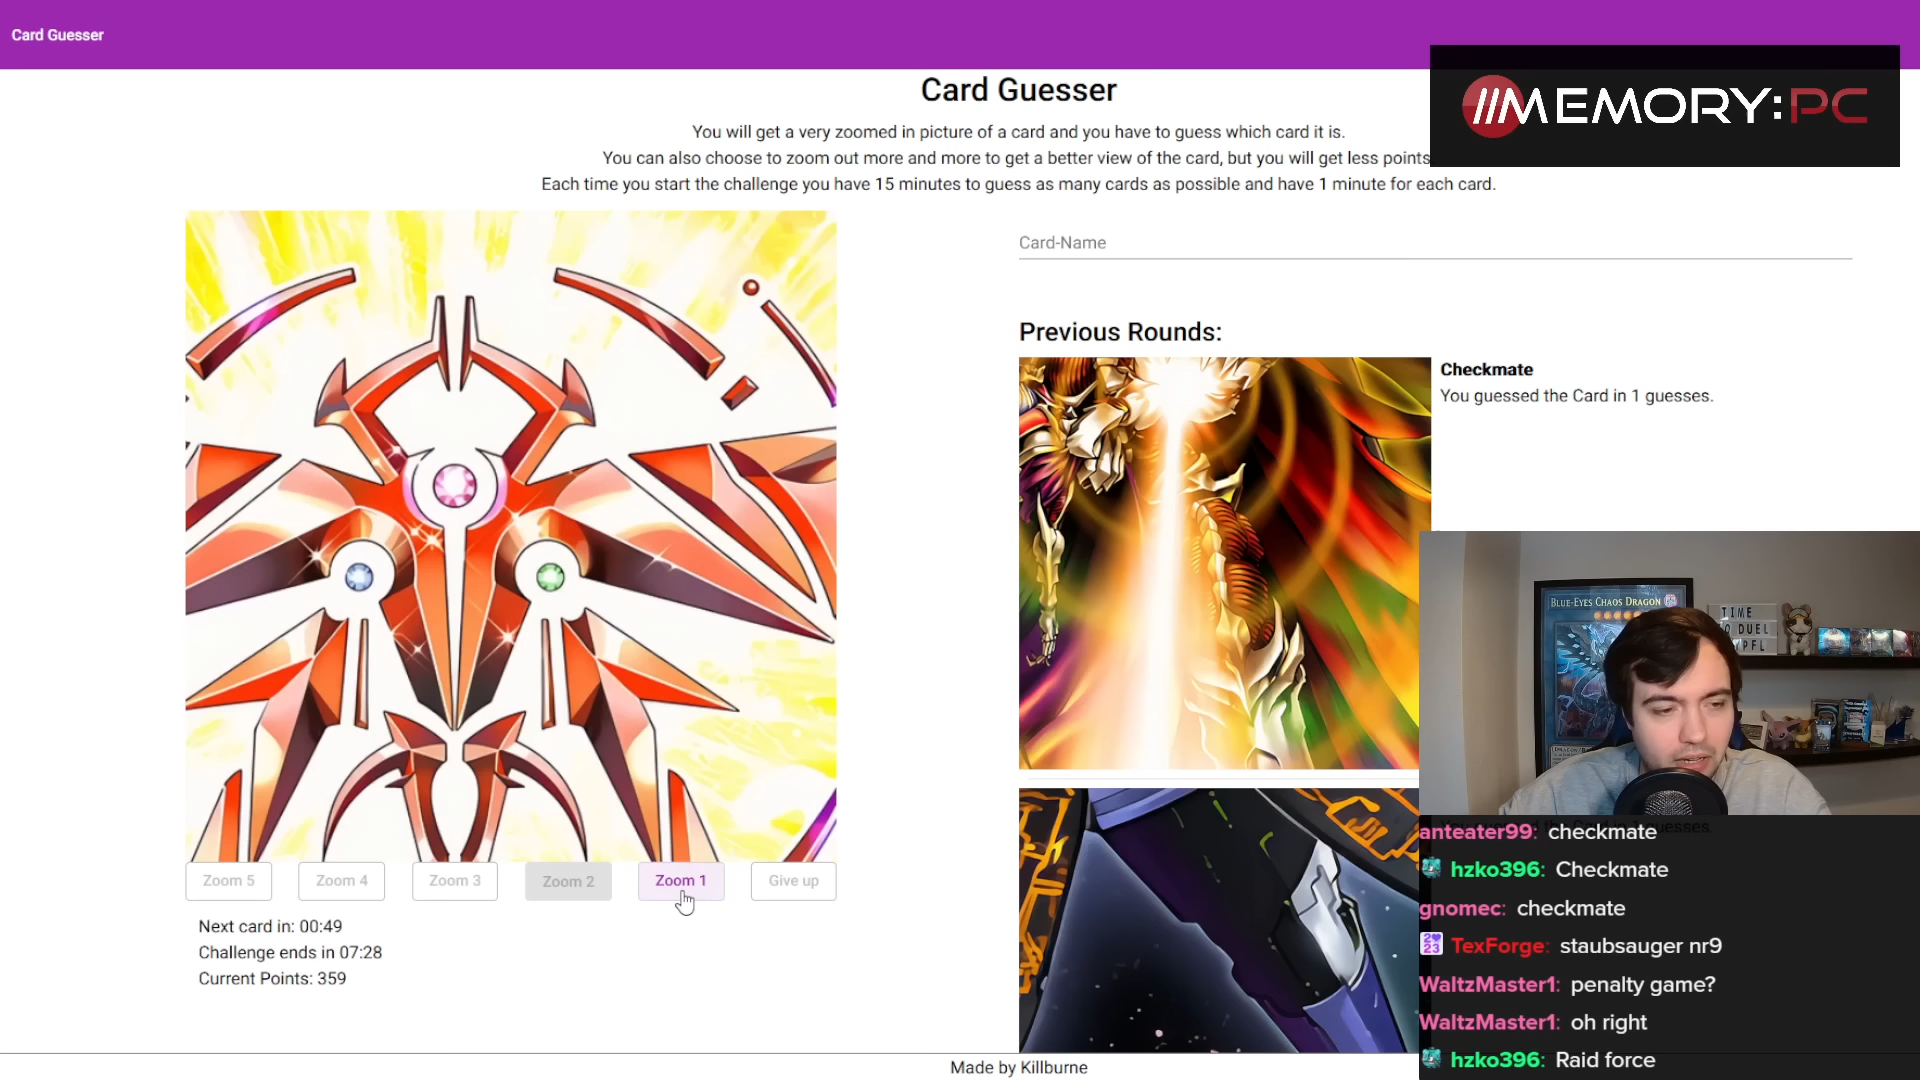 Card Guesser
//MEMORY:PC
Card Guesser
You will get a very zoomed in picture of a card and you have to guess which card it is.
You can also choose to zoom out more and more to get a better view of the card, but you will get less points
Each time you start the challenge you have 15 minutes to guess as many cards as possible and have 1 minute for each card.
Card-Name
Previous Rounds:
Checkmate
You guessed the Card in 1 guesses.
BLUE-EYES CHAOS DRAGON
TIME
DUEL
Zoom 5
Zoom 4
Zoom 3
Zoom 2
Zoom 1
Give up
Next card in: 00:49
Challenge ends in 07:28
Current Points: 359
anteater99: checkmate
hzko396: Checkmate
gnomec: checkmate
TexForge: staubsauger nr9
WaltzMaster1: penalty game?
WaltzMaster1: oh right
hzko396: Raid force
Made by Killburne